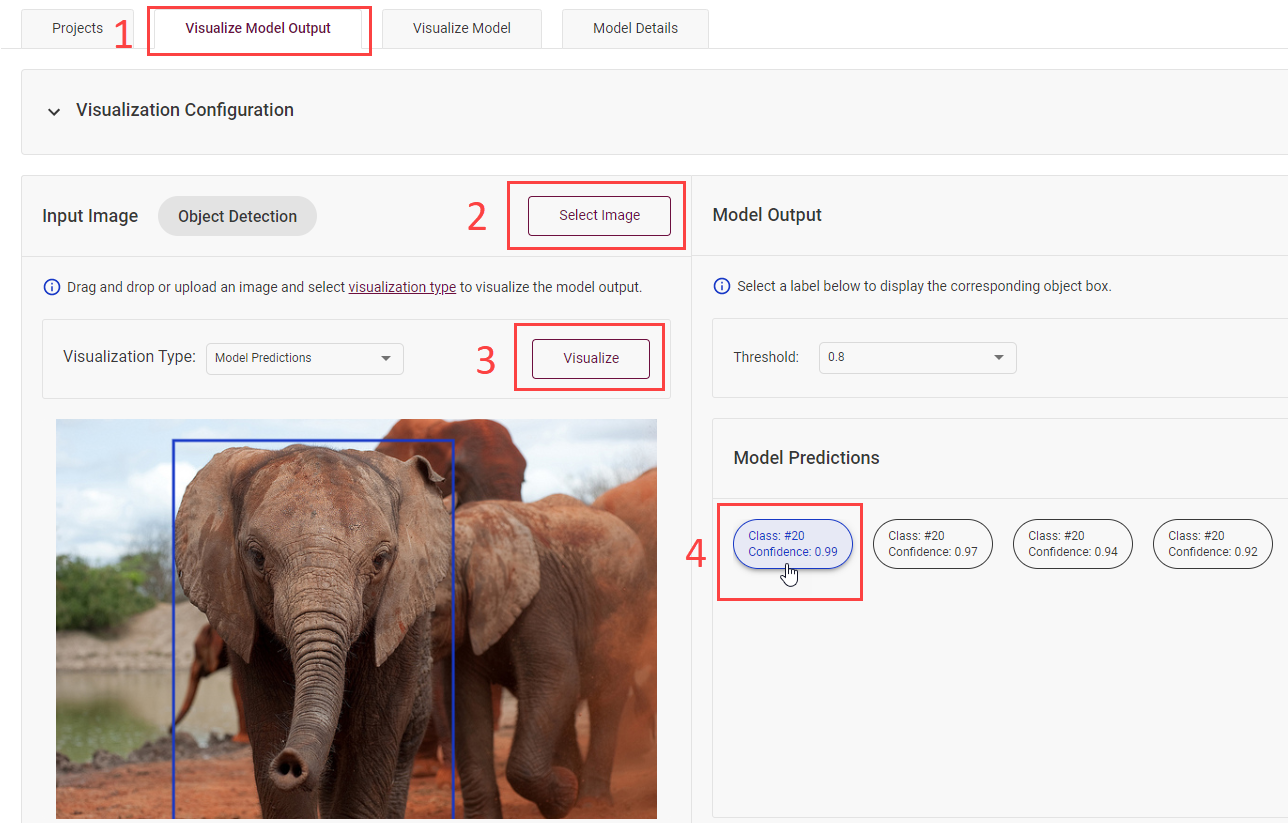 Projects
1
Visualize Model Output
Visualize Model
Model Details
Visualization Configuration
Input Image
Object Detection
2
Select Image
Drag and drop or upload an image and select visualization type to visualize the model output.
Visualization Type:
Model Predictions
3
Visualize
Model Output
Select a label below to display the corresponding object box.
Threshold:
0.8
Model Predictions
4
Class: #20
Confidence: 0.99
Class: #20
Confidence: 0.97
Class: #20
Confidence: 0.94
Class: #20
Confidence: 0.92